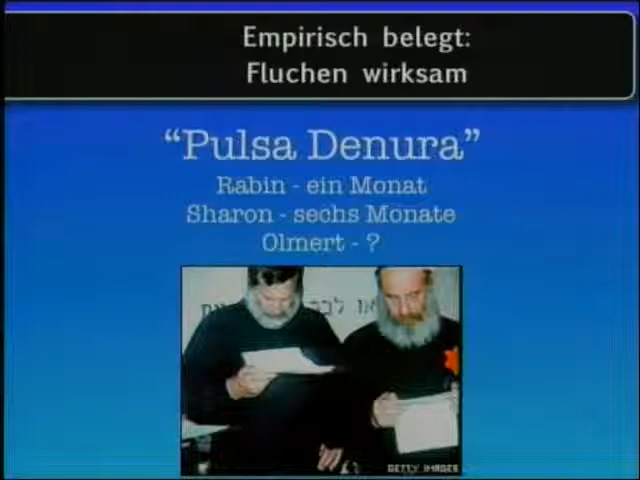 Empirisch belegt:
Fluchen wirksam
“Pulsa Denura”
Rabin - ein Monat
Sharon - sechs Monate
Olmert - ?
GETTY IMAGES